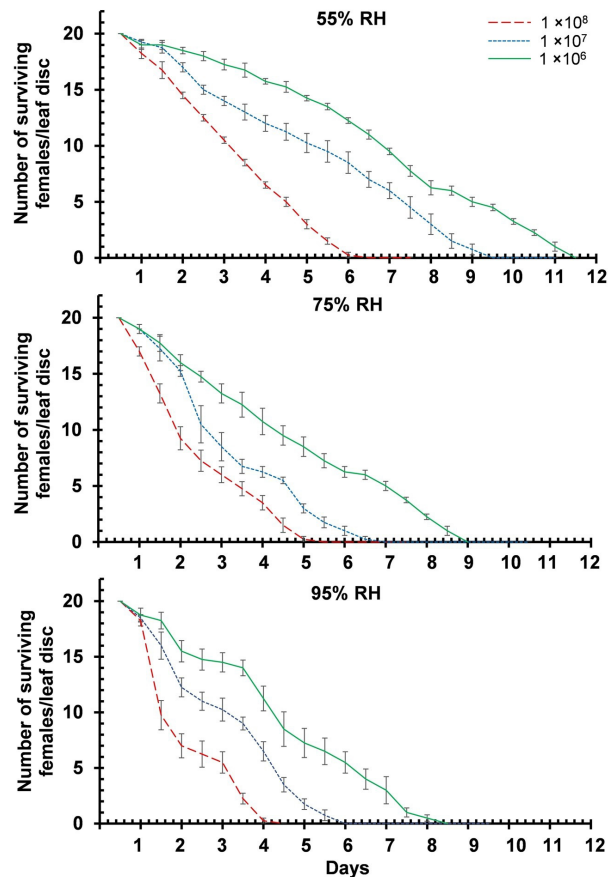 55% RH
1 ×10⁸
1 ×10⁷
1 ×10⁶
Number of surviving
females/leaf disc
20
15
10
5
0
1 2 3 4 5 6 7 8 9 10 11 12
75% RH
Number of surviving
females/leaf disc
20
15
10
5
0
1 2 3 4 5 6 7 8 9 10 11 12
95% RH
Number of surviving
females/leaf disc
20
15
10
5
0
1 2 3 4 5 6 7 8 9 10 11 12
Days